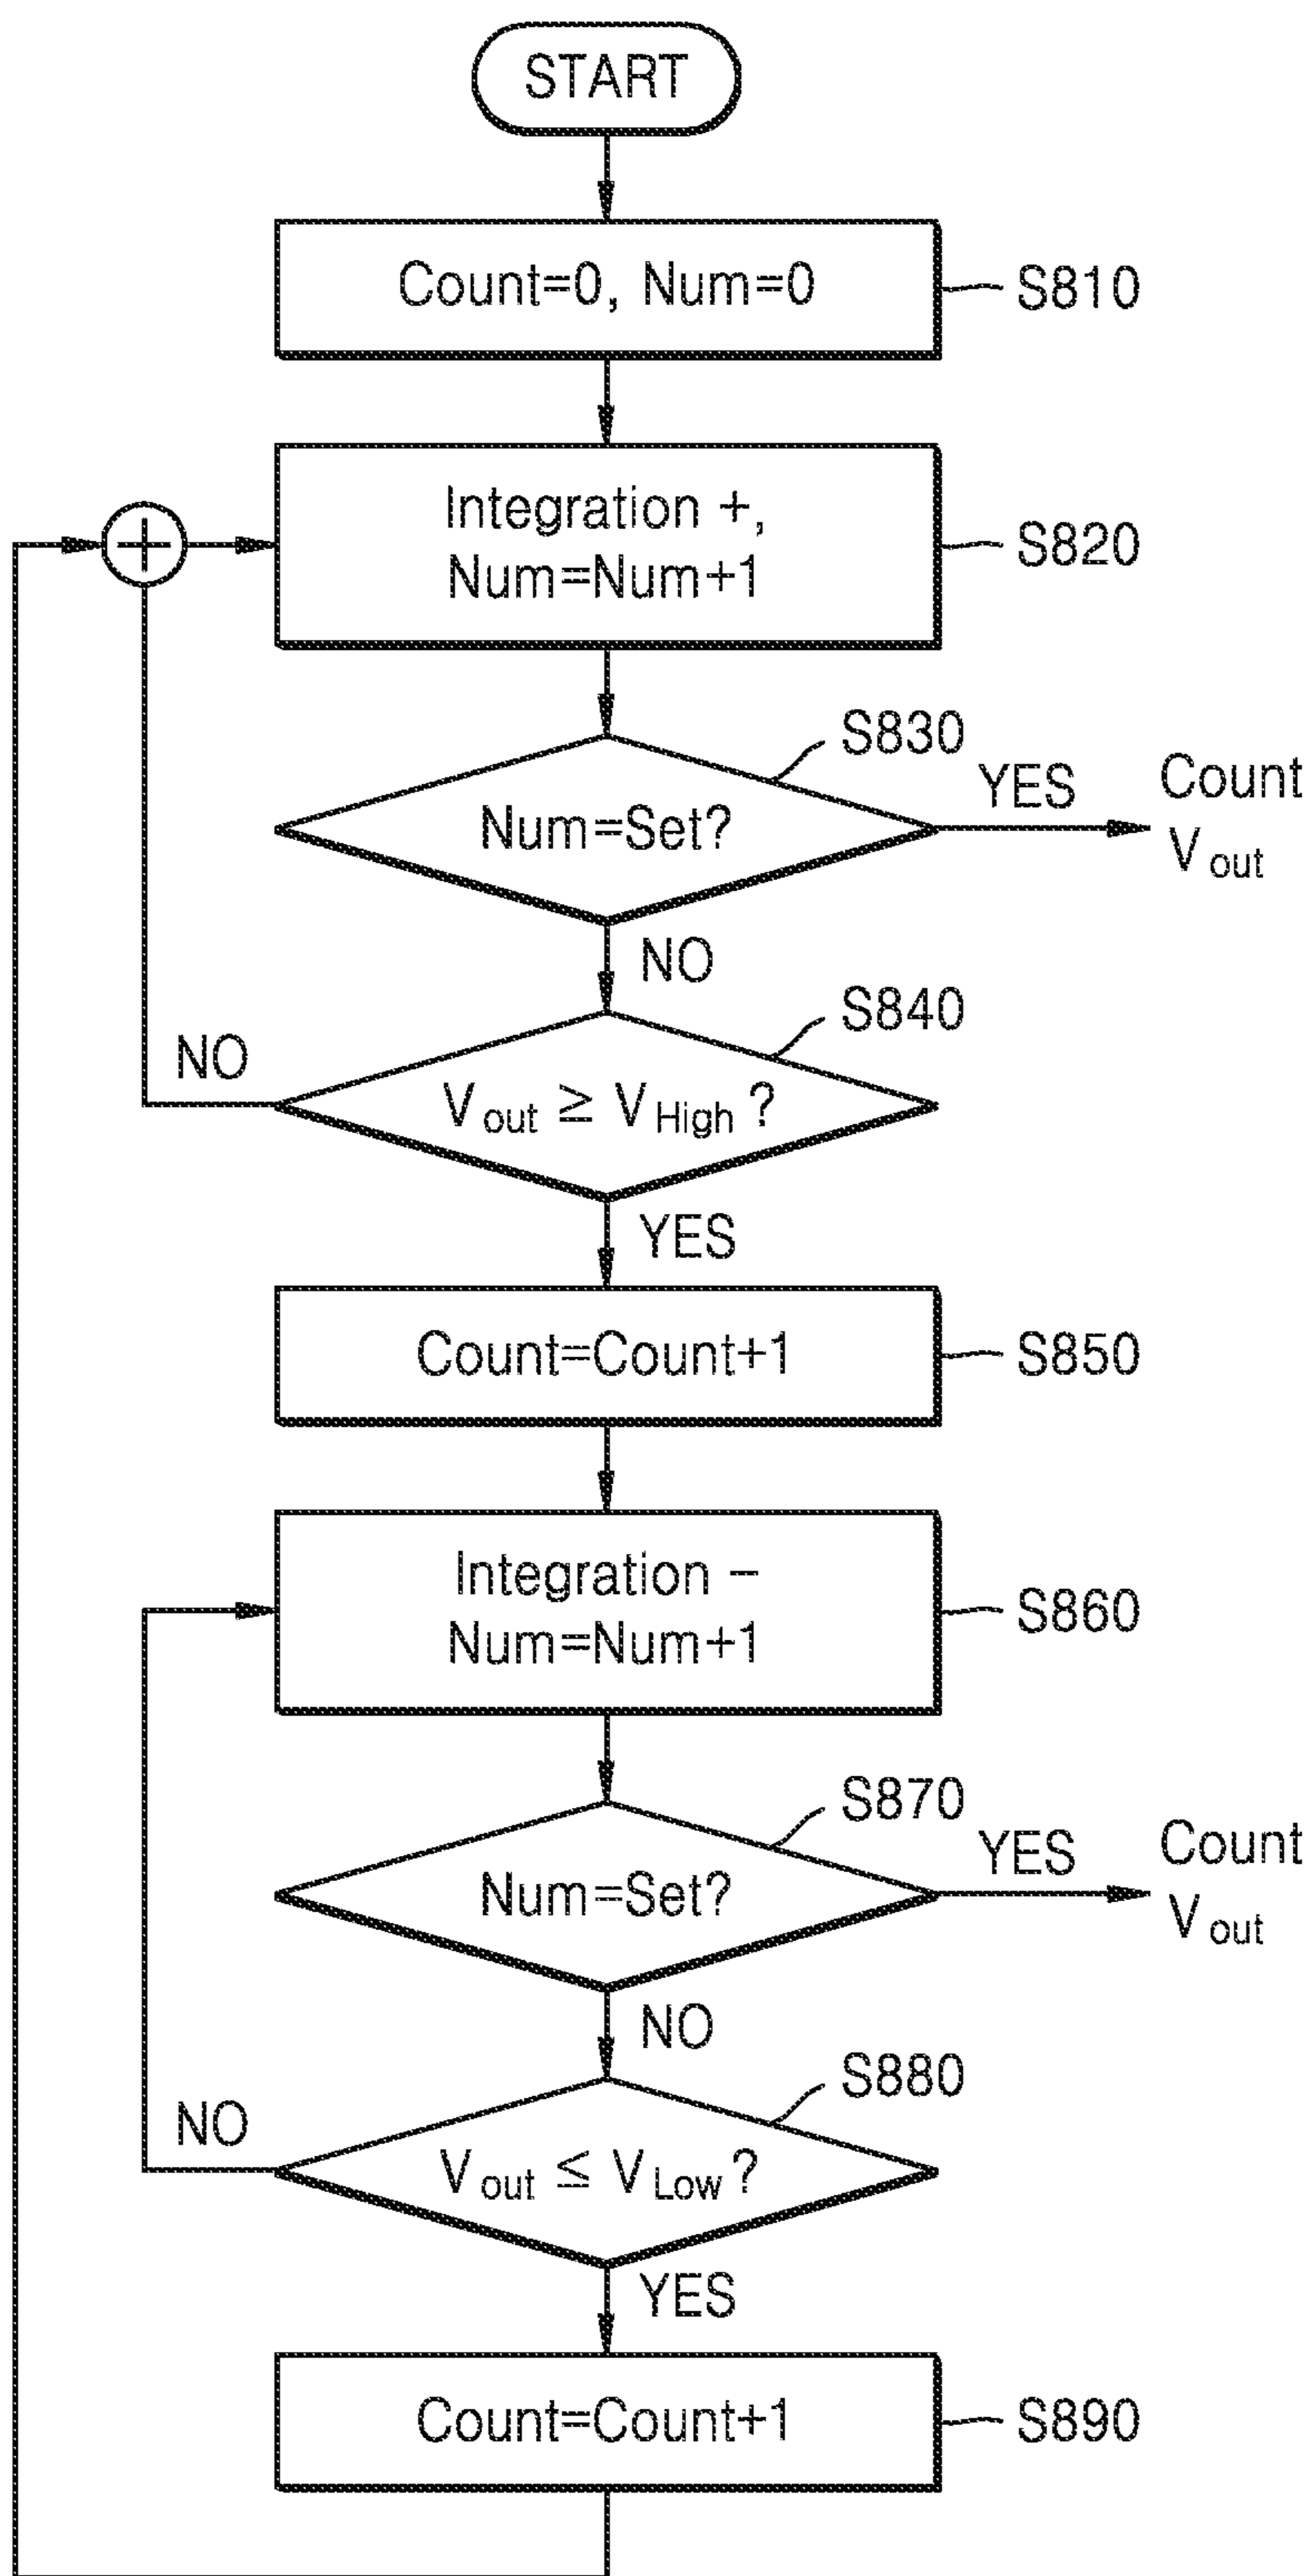 START
Count=0, Num=0
S810
Integration +,
Num=Num+1
S820
S830
Num=Set?
YES
Count
Vout
NO
S840
NO
Vout ≥ VHigh ?
YES
Count=Count+1
S850
Integration −
Num=Num+1
S860
S870
Num=Set?
YES
Count
Vout
NO
S880
NO
Vout ≤ VLow ?
YES
Count=Count+1
S890